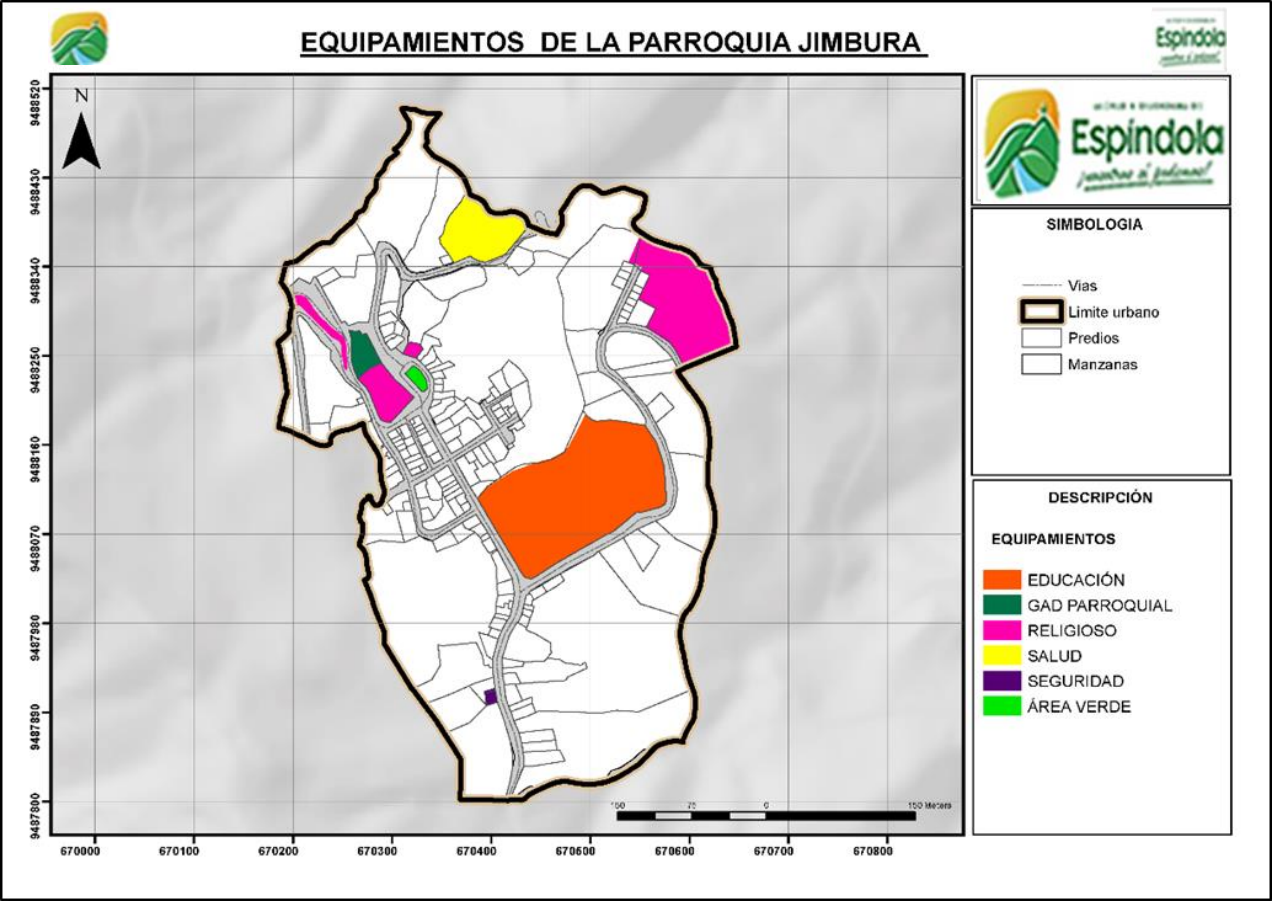 EQUIPAMIENTOS DE LA PARROQUIA JIMBURA
Espíndola
N
9488520
9488430
9488340
9488250
9488160
9488070
9487980
9487890
9487800
670000
670100
670200
670300
670400
670500
670600
670700
670800
150 75 0 150 Meters
Espíndola
SIMBOLOGIA
Vias
Limite urbano
Predios
Manzanas
DESCRIPCIÓN
EQUIPAMIENTOS
EDUCACIÓN
GAD PARROQUIAL
RELIGIOSO
SALUD
SEGURIDAD
ÁREA VERDE